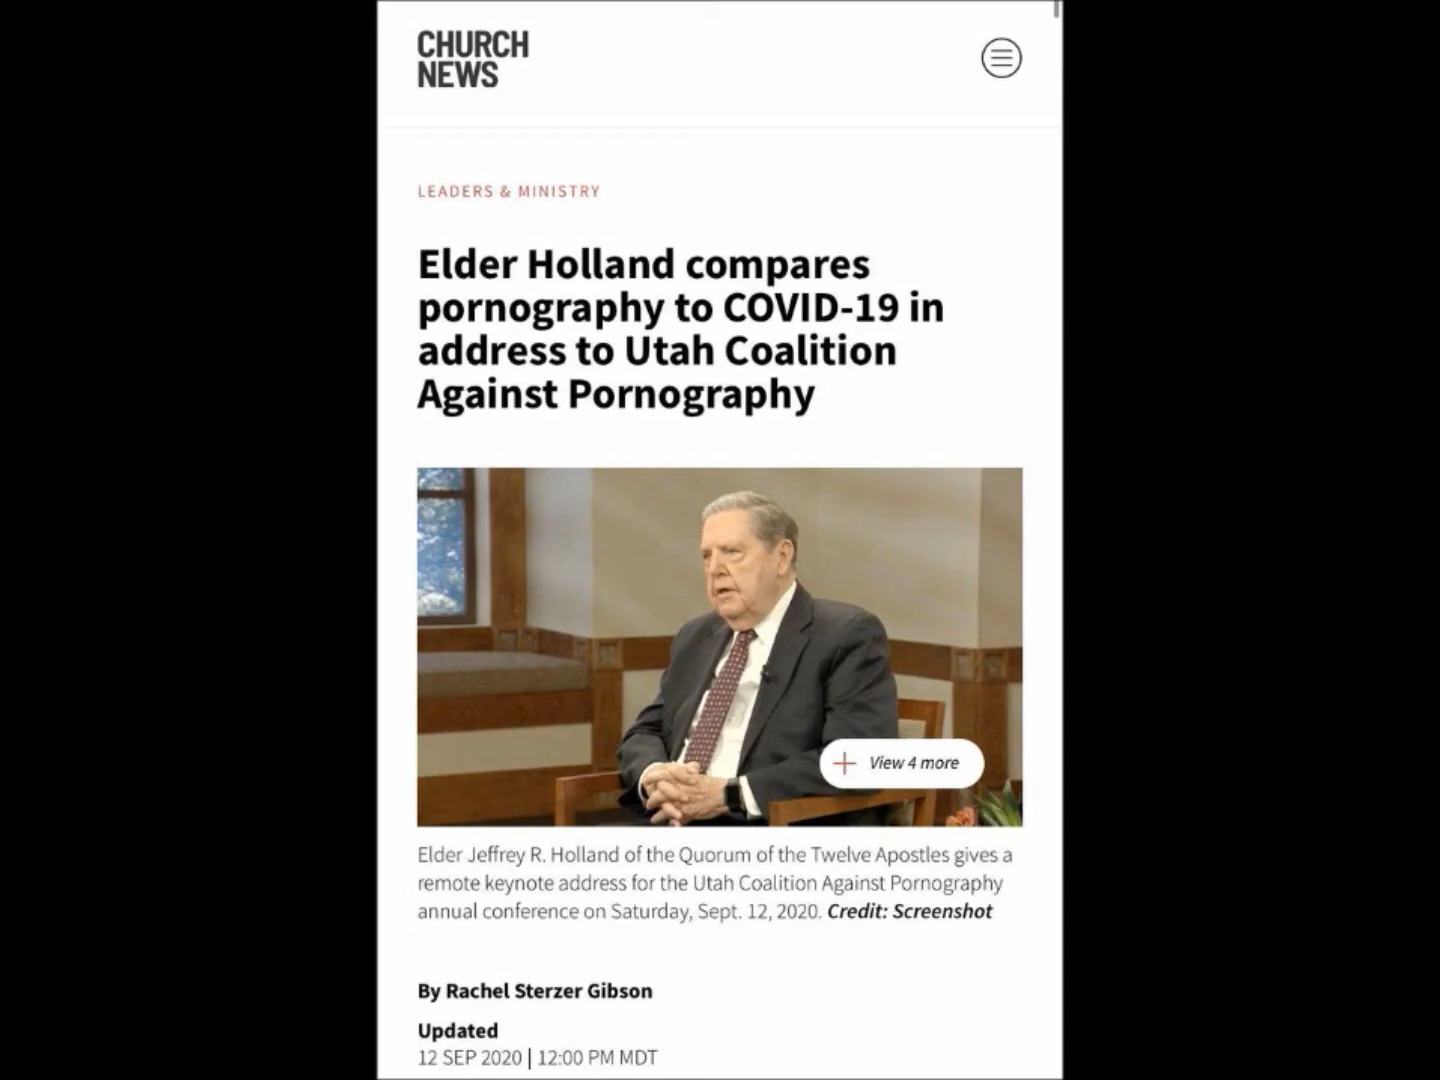 CHURCH
NEWS
LEADERS & MINISTRY
Elder Holland compares
pornography to COVID-19 in
address to Utah Coalition
Against Pornography
View 4 more
Elder Jeffrey R. Holland of the Quorum of the Twelve Apostles gives a
remote keynote address for the Utah Coalition Against Pornography
annual conference on Saturday, Sept. 12, 2020. Credit: Screenshot
By Rachel Sterzer Gibson
Updated
12 SEP 2020 | 12:00 PM MDT